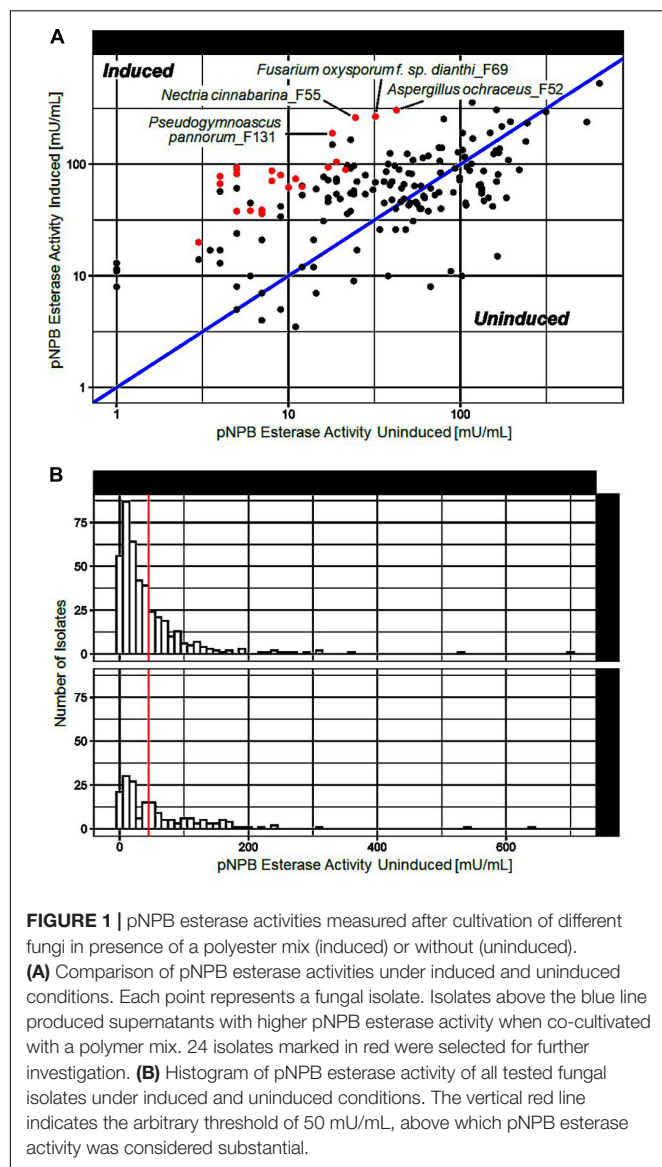 A
Induced
Fusarium oxysporum f. sp. dianthi_F69
Nectria cinnabarina_F55
Aspergillus ochraceus_F52
Pseudogymnoascus
pannorum_F131
100
10
1
pNPB Esterase Activity Induced [mU/mL]
Uninduced
1
10
100
pNPB Esterase Activity Uninduced [mU/mL]
B
75
50
25
0
75
50
25
0
Number of Isolates
0
200
400
600
pNPB Esterase Activity Uninduced [mU/mL]
FIGURE 1 | pNPB esterase activities measured after cultivation of different
fungi in presence of a polyester mix (induced) or without (uninduced).
(A) Comparison of pNPB esterase activities under induced and uninduced
conditions. Each point represents a fungal isolate. Isolates above the blue line
produced supernatants with higher pNPB esterase activity when co-cultivated
with a polymer mix. 24 isolates marked in red were selected for further
investigation. (B) Histogram of pNPB esterase activity of all tested fungal
isolates under induced and uninduced conditions. The vertical red line
indicates the arbitrary threshold of 50 mU/mL, above which pNPB esterase
activity was considered substantial.